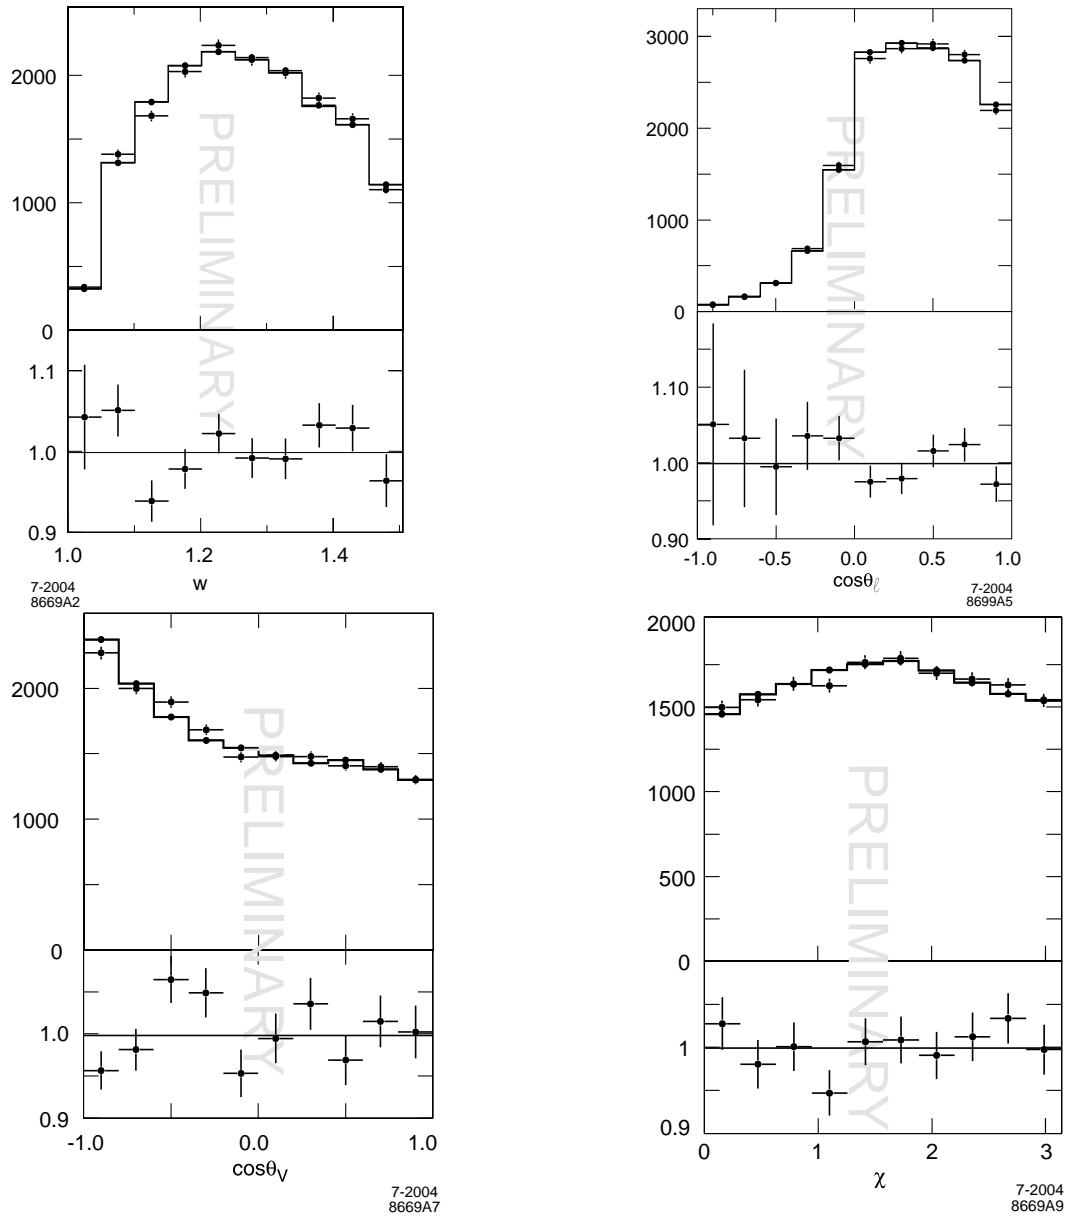 2000
1000
0
1.1
1.0
0.9
1.0 1.2 1.4
w
7-2004
8669A2
PRELIMINARY
3000
2000
1000
0
1.10
1.00
0.90
-1.0 -0.5 0.0 0.5 1.0
cosθℓ
7-2004
8699A5
PRELIMINARY
2000
1000
0
1.0
0.9
-1.0 0.0 1.0
cosθV
7-2004
8669A7
PRELIMINARY
2000
1500
1000
500
0
1
0.9
0 1 2 3
χ
7-2004
8669A9
PRELIMINARY